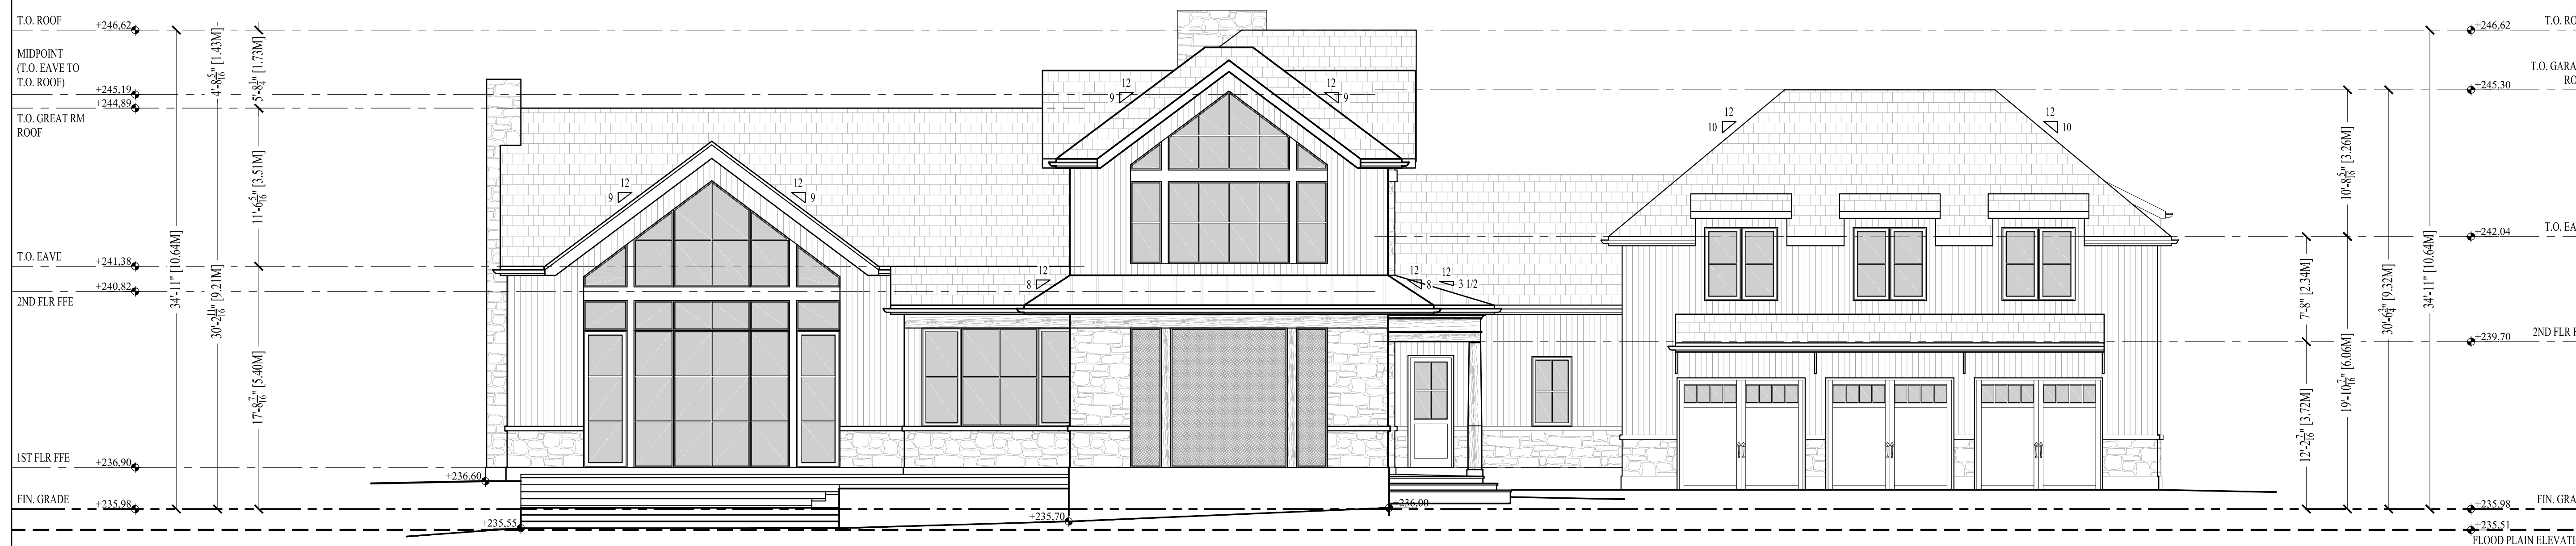 T.O. ROOF
+246,62
MIDPOINT
(T.O. EAVE TO
T.O. ROOF)
+245,19
+244,89
T.O. GREAT RM
ROOF
T.O. EAVE
+241,38
+240,82
2ND FLR FFE
1ST FLR FFE
+236,90
FIN. GRADE
+235,98
34'-11" [10.64M]
4'-8 5/16" [1.43M]
30'-2 11/16" [9.21M]
5'-8 1/4" [1.73M]
11'-6 5/16" [3.51M]
17'-8 7/16" [5.40M]
12
9
12
9
12
9
12
9
12
8
12
8
12
3 1/2
12
10
12
10
+236,60
+235,55
+235,70
+236,00
10'-8 5/16" [3.26M]
7'-8" [2.34M]
12'-2 7/16" [3.72M]
19'-10 7/16" [6.06M]
30'-6 3/4" [9.32M]
34'-11" [10.64M]
+246,62
T.O. RO
T.O. GARA
RO
+245,30
+242,04
T.O. EA
2ND FLR F
+239,70
FIN. GRA
+235,98
+235,51
FLOOD PLAIN ELEVATI